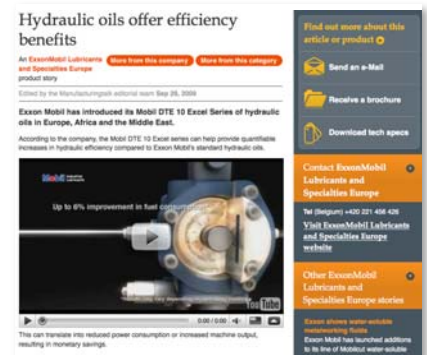 Hydraulic oils offer efficiency
benefits
An ExxonMobil Lubricants
and Specialties Europe
product story
More from this company
More from this category
Edited by the Manufacturingtalk editorial team Sep 26, 2008
Exxon Mobil has introduced its Mobil DTE 10 Excel Series of hydraulic
oils in Europe, Africa and the Middle East.
According to the company, the Mobil DTE 10 Excel series can help provide quantifiable
increases in hydraulic efficiency compared to Exxon Mobil's standard hydraulic oils.
Mobil
Up to 6% improvement in fuel consumption
YouTube
0:00 / 0:00
This can translate into reduced power consumption or increased machine output,
resulting in monetary savings.
Find out more about this
article or product
Send an e-Mail
Receive a brochure
Download tech specs
Contact ExxonMobil
Lubricants and
Specialties Europe
Tel (Belgium) +420 221 456 426
Visit ExxonMobil Lubricants
and Specialties Europe
website
Other ExxonMobil
Lubricants and
Specialties Europe stories
Exxon shows water-soluble
metalworking fluids
Exxon Mobil has launched additions
to its line of Mobilcut water-soluble